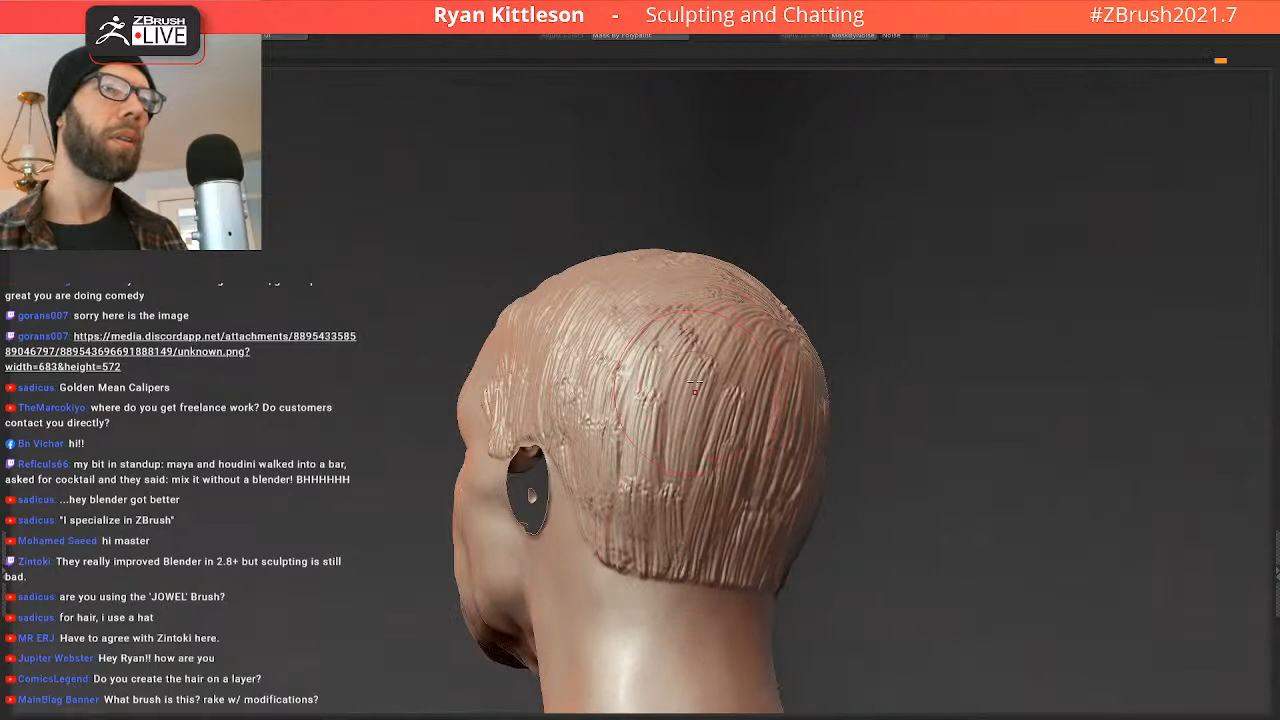 Ryan Kittleson - Sculpting and Chatting #ZBrush2021.7
ZBRUSH
LIVE
Mask By Polypaint
MaskByNoise Noise
great you are doing comedy
gorans007: sorry here is the image
gorans007: https://media.discordapp.net/attachments/8895433585
89046797/889543696691888149/unknown.png?
width=683&height=572
sadicus: Golden Mean Calipers
TheMarcokiyo: where do you get freelance work? Do customers
contact you directly?
Bn Vichar: hi!!
Reficuls66: my bit in standup: maya and houdini walked into a bar,
asked for cocktail and they said: mix it without a blender! BHHHHHH
sadicus: ...hey blender got better
sadicus: "I specialize in ZBrush"
Mohamed Saeed: hi master
Zintoki: They really improved Blender in 2.8+ but sculpting is still
bad.
sadicus: are you using the 'JOWEL' Brush?
sadicus: for hair, i use a hat
MR ERJ: Have to agree with Zintoki here.
Jupiter Webster: Hey Ryan!! how are you
ComicsLegend: Do you create the hair on a layer?
MainBlag Banner: What brush is this? rake w/ modifications?